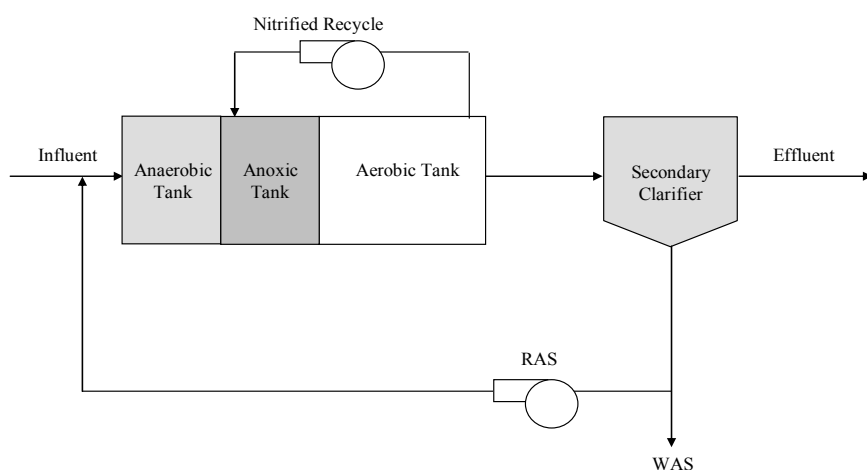 Nitrified Recycle
Influent
Anaerobic
Tank
Anoxic
Tank
Aerobic Tank
Secondary
Clarifier
Effluent
RAS
WAS